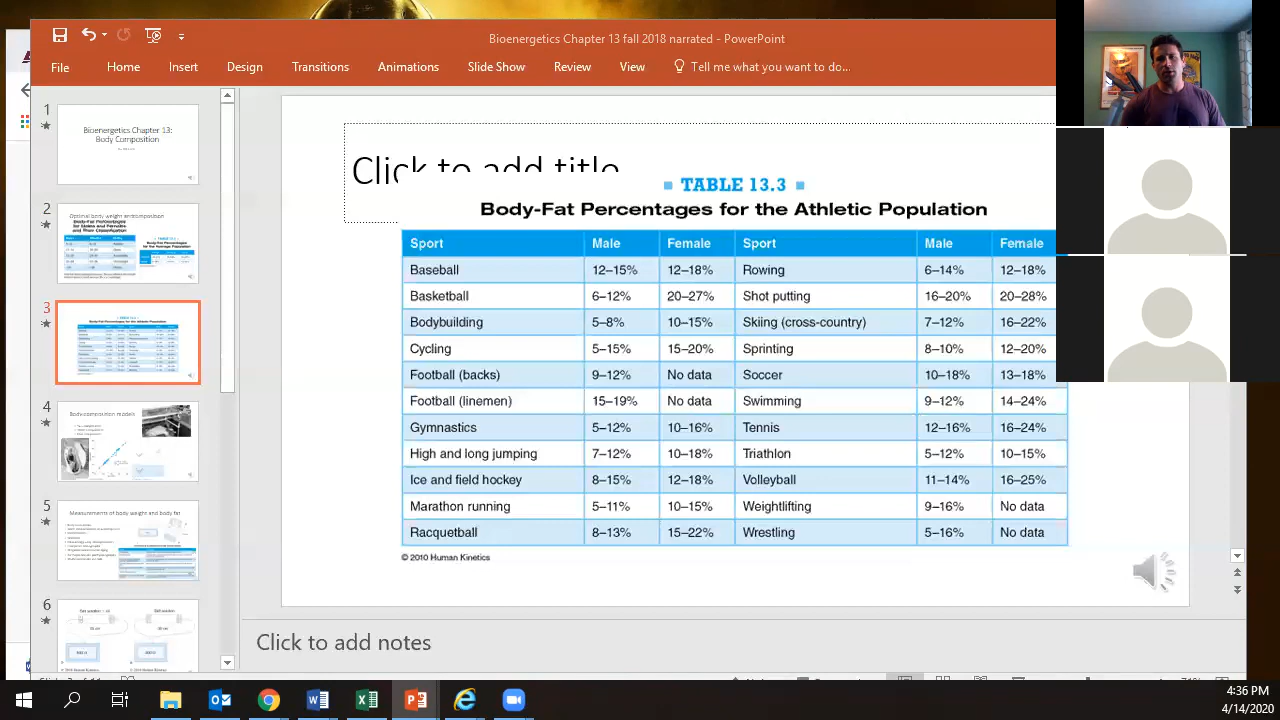 Bioenergetics Chapter 13 fall 2018 narrated - PowerPoint
File Home Insert Design Transitions Animations Slide Show Review View Tell me what you want to do...
1
Bioenergetics Chapter 13:
Body Composition
2
Optimal body weight and composition
3
4
Body composition models
5
Measurements of body weight and body fat
6
Click to add title
TABLE 13.3
Body-Fat Percentages for the Athletic Population
Sport Male Female Sport Male Female
Baseball 12–15% 12–18% Rowing 6–14% 12–18%
Basketball 6–12% 20–27% Shot putting 16–20% 20–28%
Bodybuilding 5–8% 10–15% Skiing (cross-country) 7–12% 16–22%
Cycling 5–15% 15–20% Sprinting 8–10% 12–20%
Football (backs) 9–12% No data Soccer 10–18% 13–18%
Football (linemen) 15–19% No data Swimming 9–12% 14–24%
Gymnastics 5–12% 10–16% Tennis 12–16% 16–24%
High and long jumping 7–12% 10–18% Triathlon 5–12% 10–15%
Ice and field hockey 8–15% 12–18% Volleyball 11–14% 16–25%
Marathon running 5–11% 10–15% Weightlifting 9–16% No data
Racquetball 8–13% 15–22% Wrestling 5–16% No data
© 2010 Human Kinetics
Click to add notes
4:36 PM
4/14/2020